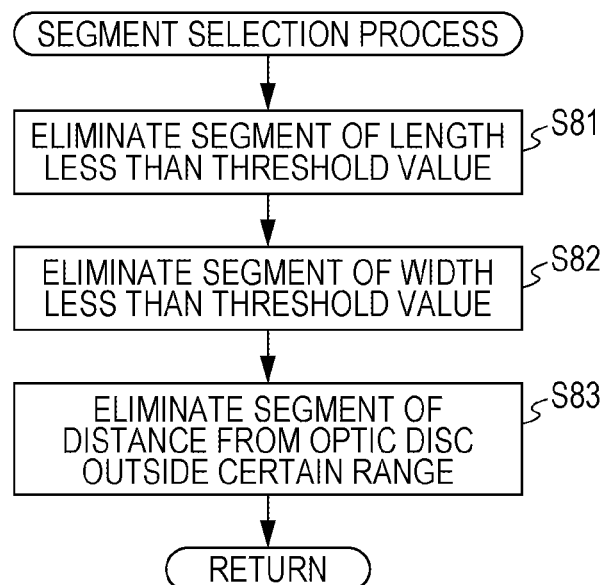 SEGMENT SELECTION PROCESS
ELIMINATE SEGMENT OF LENGTH
LESS THAN THRESHOLD VALUE
S81
ELIMINATE SEGMENT OF WIDTH
LESS THAN THRESHOLD VALUE
S82
ELIMINATE SEGMENT OF
DISTANCE FROM OPTIC DISC
OUTSIDE CERTAIN RANGE
S83
RETURN